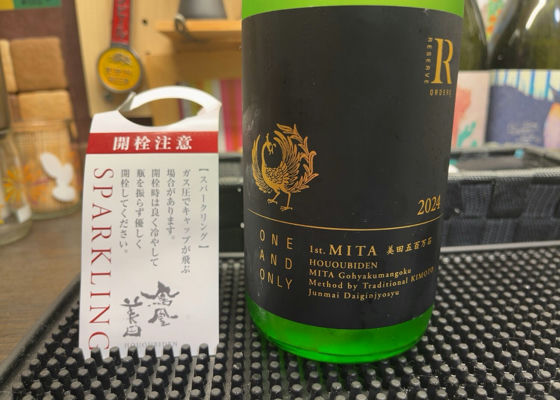 開栓注意
【スパークリング】
ガス圧でキャップが飛ぶ
場合があります。
開栓時は良く冷やして
瓶を振らず優しく
開栓してください。
SPARKLING
鳳凰美田
HOUOUBIDEN
R
RESERVE
ORDERS
2024
ONE
AND
ONLY
1st. MITA 美田五百万石
HOUOUBIDEN
MITA Gohyakumangoku
Method by Traditional KIMOTO
Junmai Daiginjyosyu